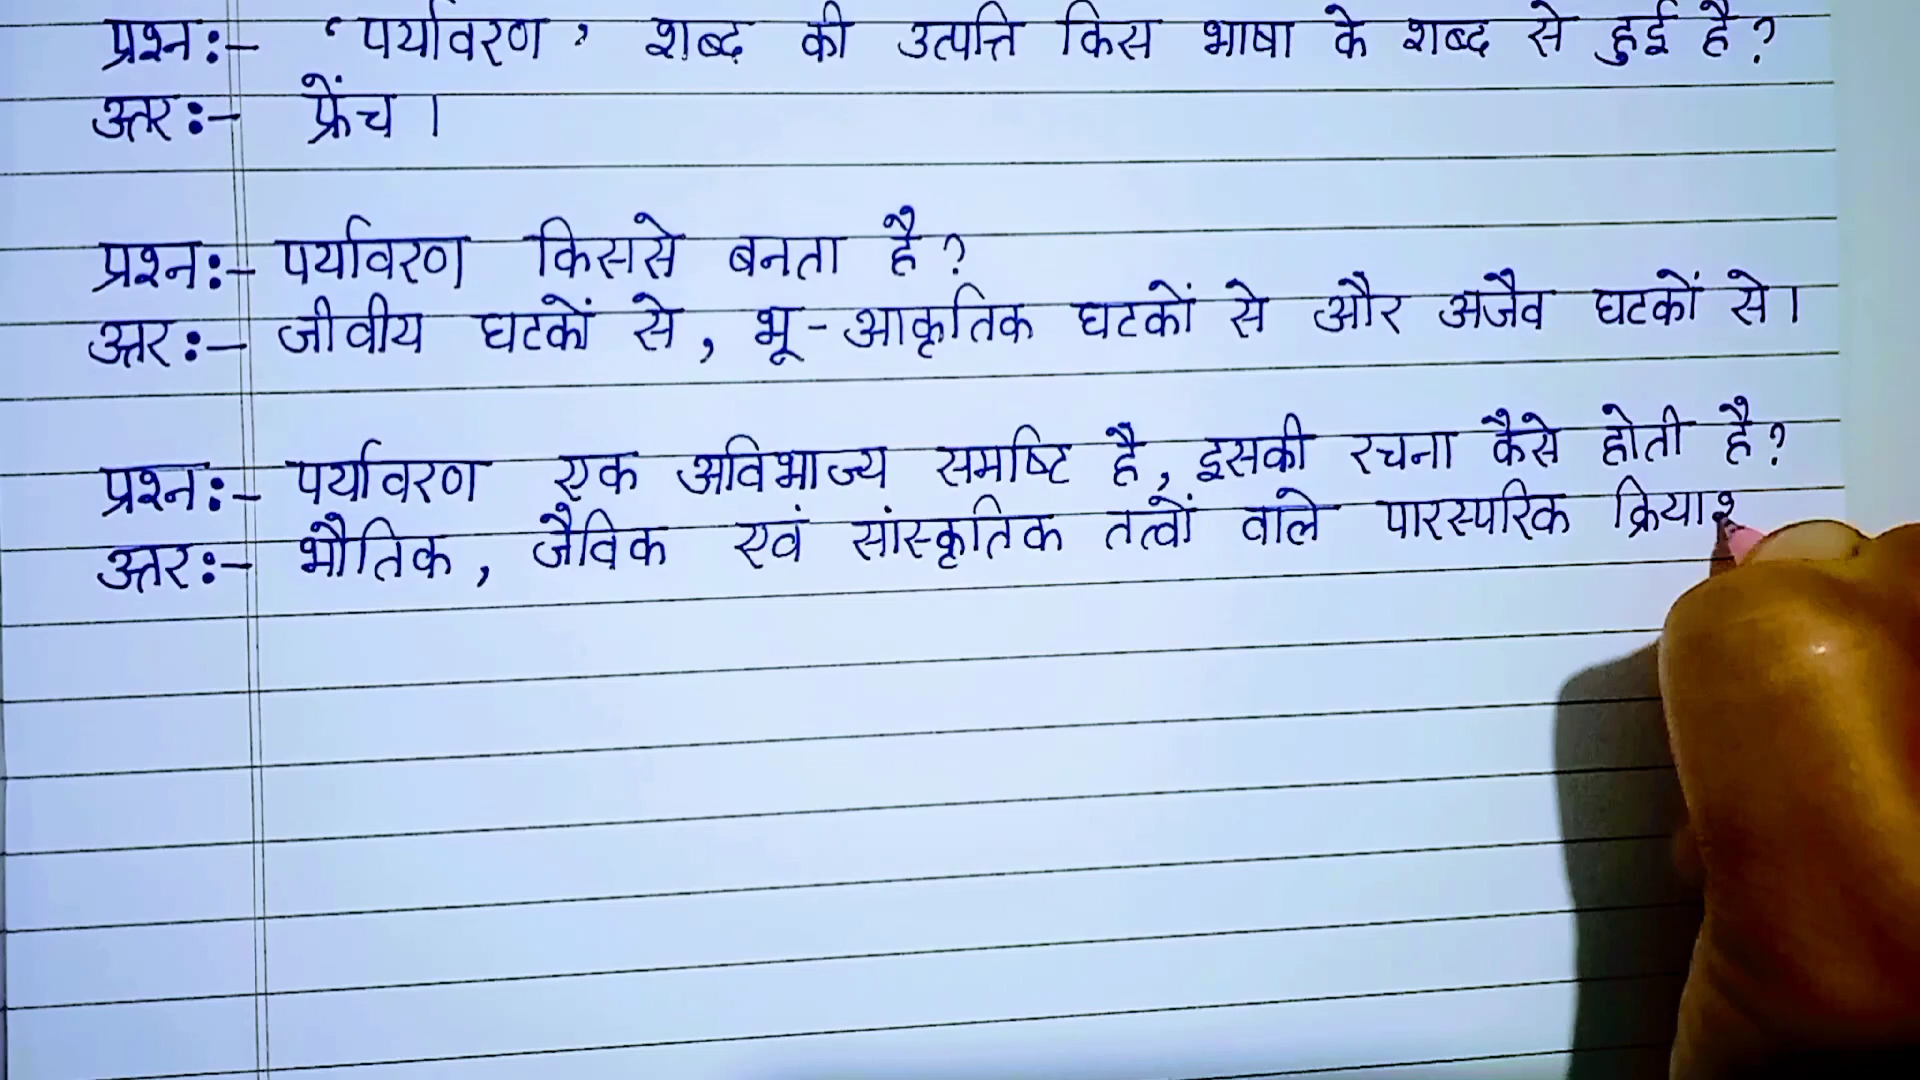 प्रश्नः- ‘पर्यावरण’ शब्द की उत्पत्ति किस भाषा के शब्द से हुई है?
उत्तरः- फ्रेंच।
प्रश्नः- पर्यावरण किससे बनता है?
उत्तरः- जीवीय घटकों से, भू-आकृतिक घटकों से और अजैव घटकों से।
प्रश्नः- पर्यावरण एक अविभाज्य समष्टि है, इसकी रचना कैसे होती है?
उत्तरः- भौतिक, जैविक एवं सांस्कृतिक तत्वों वाले पारस्परिक